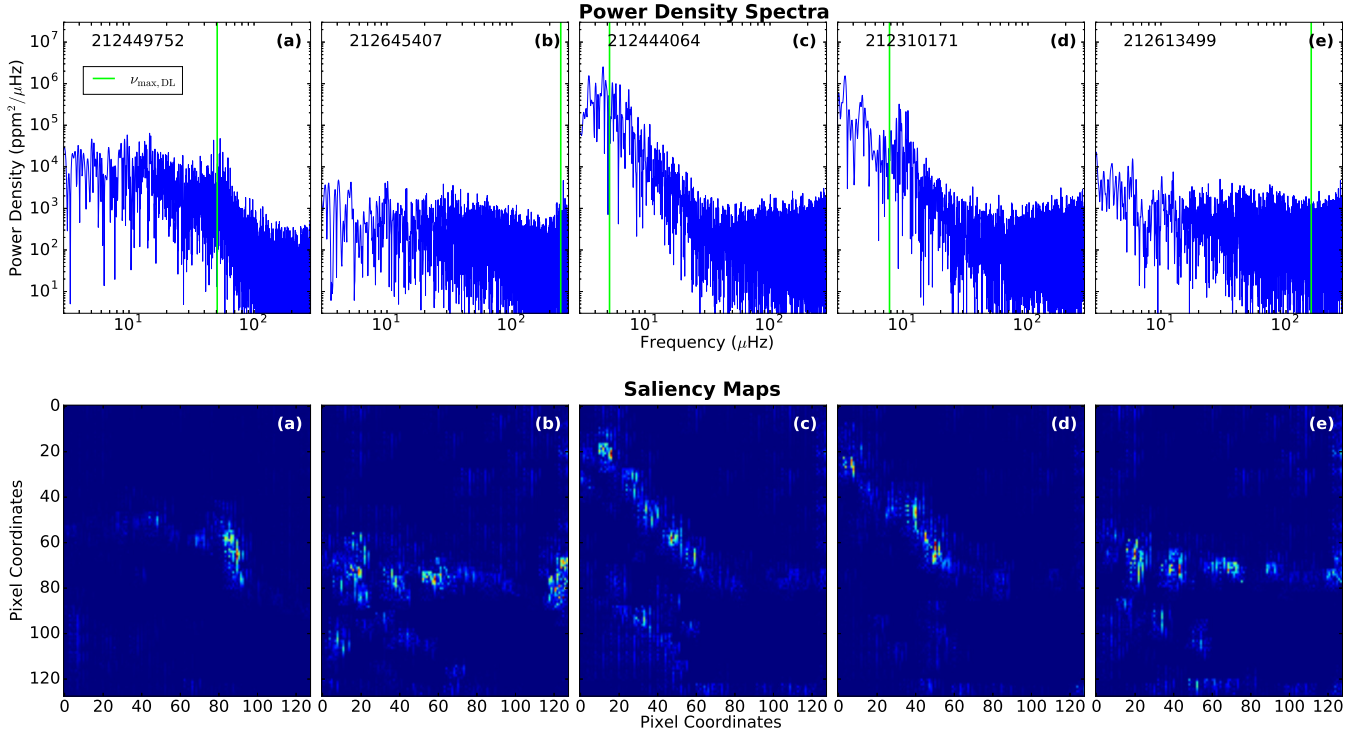 Power Density Spectra
212449752 (a)
212645407 (b)
212444064 (c)
212310171 (d)
212613499 (e)
ν_max,DL
Power Density (ppm²/μHz)
10⁷
10⁶
10⁵
10⁴
10³
10²
10¹
10¹ 10² 10¹ 10² 10¹ 10² 10¹ 10² 10¹ 10²
Frequency (μHz)
Saliency Maps
(a) (b) (c) (d) (e)
Pixel Coordinates
0
20
40
60
80
100
120
0 20 40 60 80 100 120 0 20 40 60 80 100 120 0 20 40 60 80 100 120 0 20 40 60 80 100 120 0 20 40 60 80 100 120
Pixel Coordinates